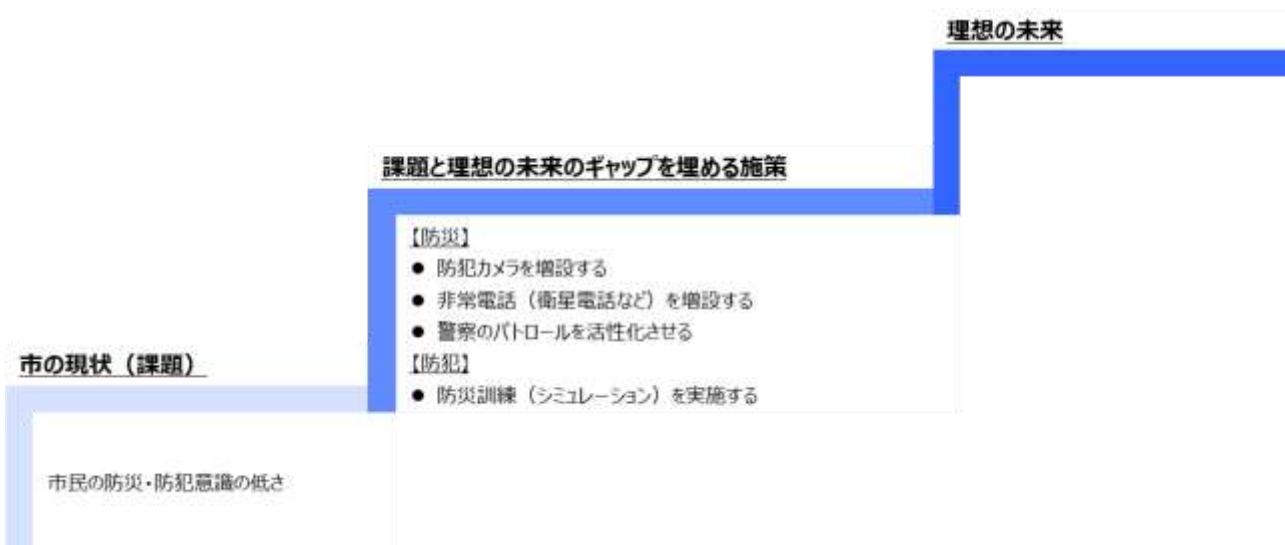 理想の未来
課題と理想の未来のギャップを埋める施策
【防災】
● 防犯カメラを増設する
● 非常電話（衛星電話など）を増設する
● 警察のパトロールを活性化させる
【防犯】
● 防災訓練（シミュレーション）を実施する
市の現状（課題）
市民の防災・防犯意識の低さ